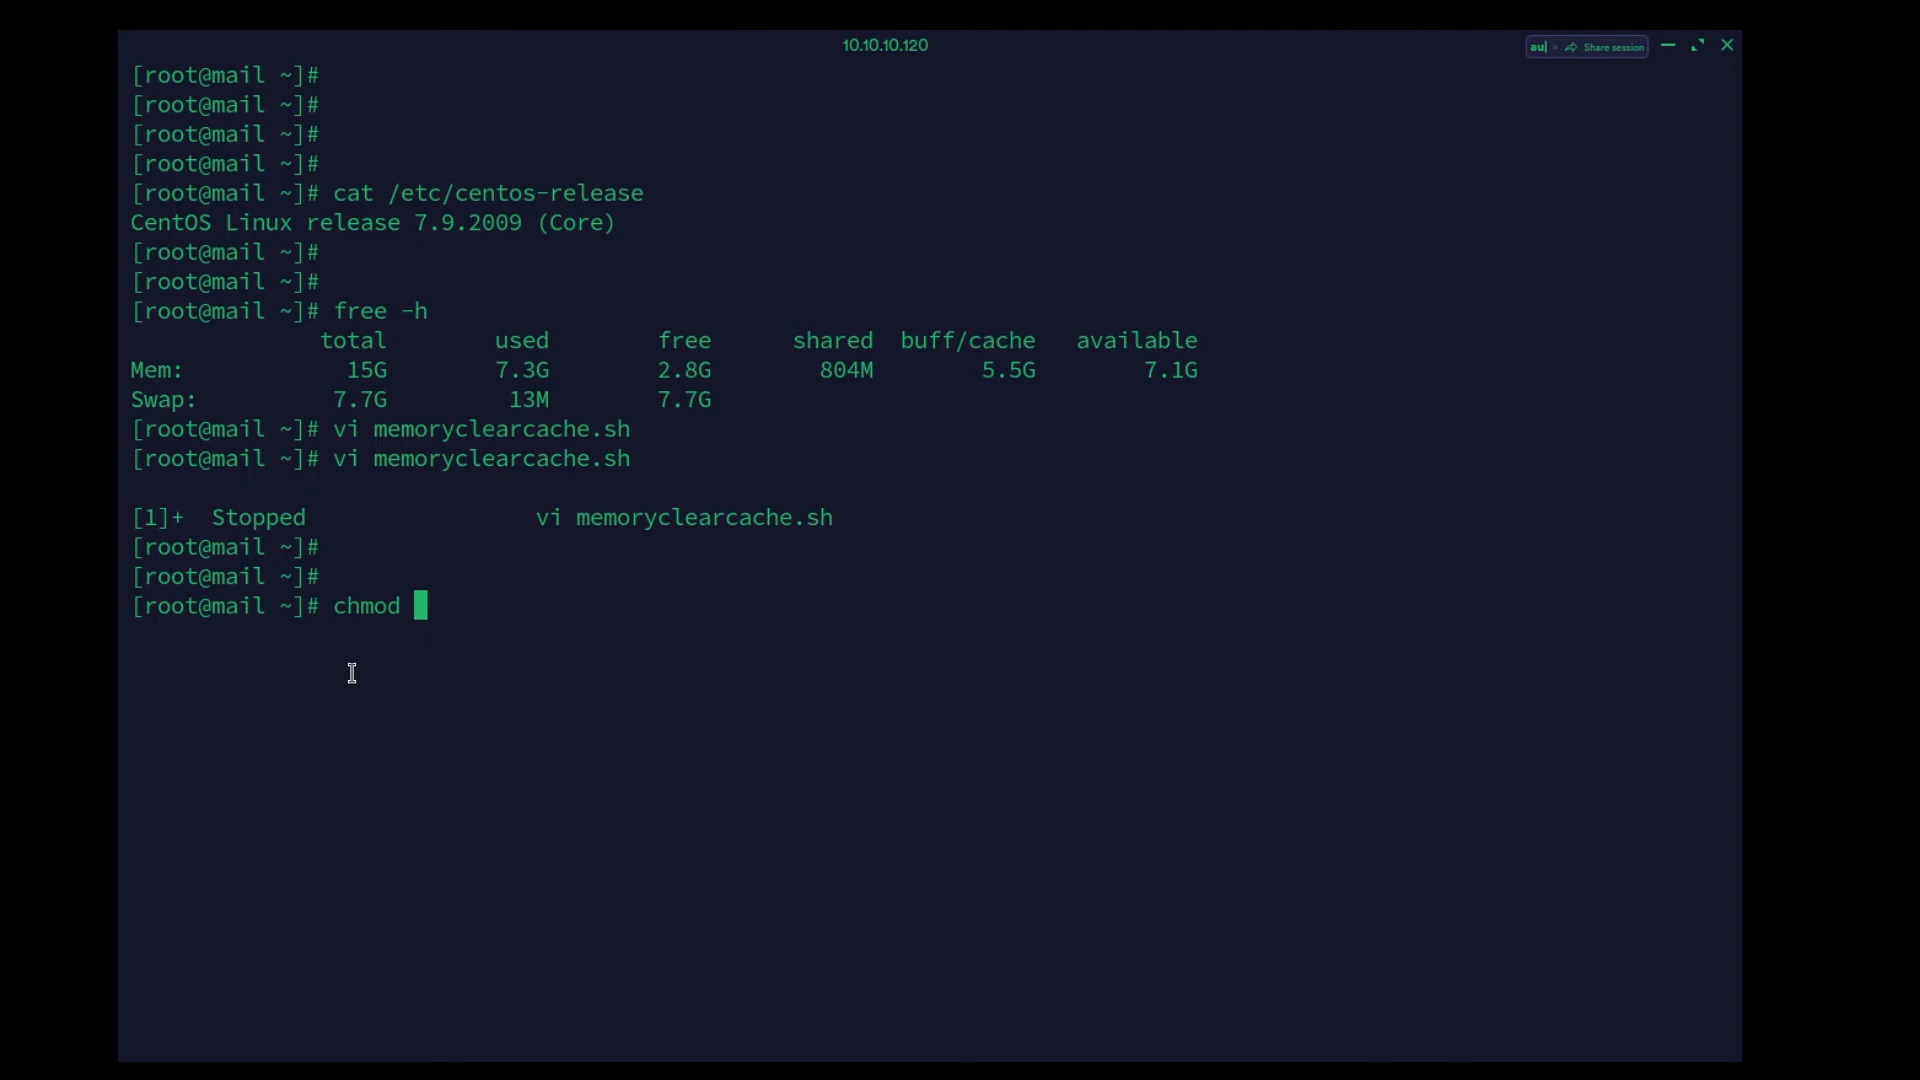 10.10.10.120
au| Share session
[root@mail ~]#
[root@mail ~]#
[root@mail ~]#
[root@mail ~]#
[root@mail ~]# cat /etc/centos-release
CentOS Linux release 7.9.2009 (Core)
[root@mail ~]#
[root@mail ~]#
[root@mail ~]# free -h
total used free shared buff/cache available
Mem: 15G 7.3G 2.8G 804M 5.5G 7.1G
Swap: 7.7G 13M 7.7G
[root@mail ~]# vi memoryclearcache.sh
[root@mail ~]# vi memoryclearcache.sh
[1]+ Stopped vi memoryclearcache.sh
[root@mail ~]#
[root@mail ~]#
[root@mail ~]# chmod